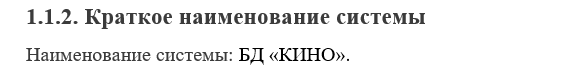 1.1.2. Краткое наименование системы
Наименование системы: БД «КИНО».